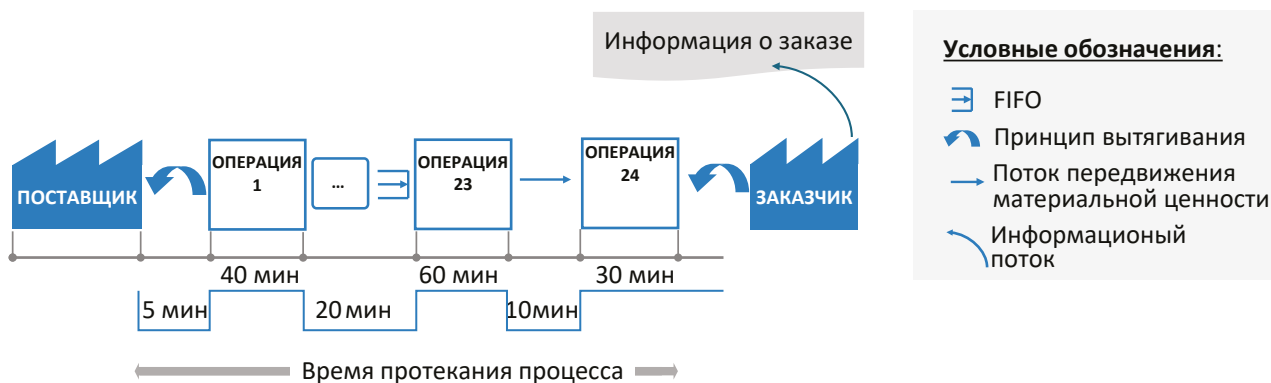 Информация о заказе
Условные обозначения:
FIFO
Принцип вытягивания
Поток передвижения
материальной ценности
Информационый
поток
ПОСТАВЩИК
ОПЕРАЦИЯ
1
...
ОПЕРАЦИЯ
23
ОПЕРАЦИЯ
24
ЗАКАЗЧИК
40 мин
60 мин
30 мин
5 мин
20 мин
10мин
Время протекания процесса